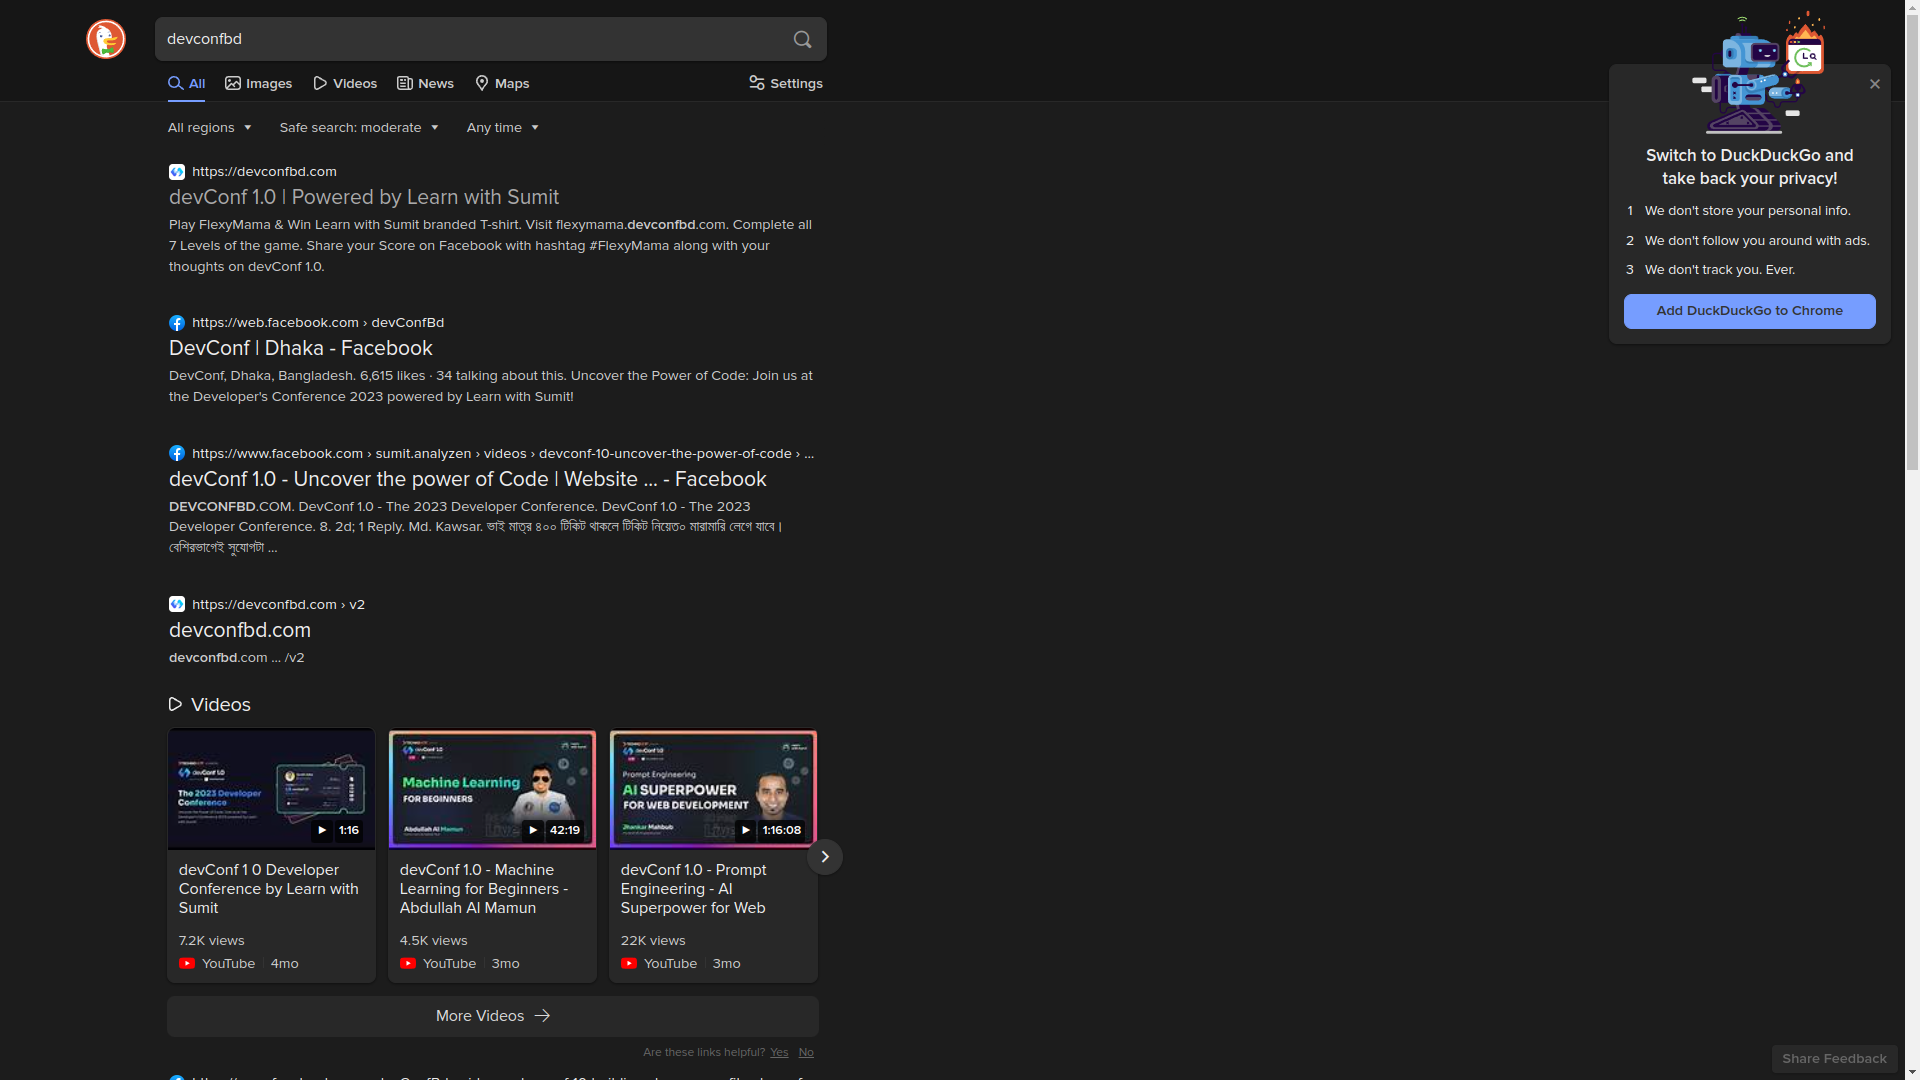 devconfbd
All
Images
Videos
News
Maps
Settings
All regions
Safe search: moderate
Any time
https://devconfbd.com
devConf 1.0 | Powered by Learn with Sumit
Play FlexyMama & Win Learn with Sumit branded T-shirt. Visit flexymama.devconfbd.com. Complete all
7 Levels of the game. Share your Score on Facebook with hashtag #FlexyMama along with your
thoughts on devConf 1.0.
https://web.facebook.com › devConfBd
DevConf | Dhaka - Facebook
DevConf, Dhaka, Bangladesh. 6,615 likes · 34 talking about this. Uncover the Power of Code: Join us at
the Developer's Conference 2023 powered by Learn with Sumit!
https://www.facebook.com › sumit.analyzen › videos › devconf-10-uncover-the-power-of-code › ...
devConf 1.0 - Uncover the power of Code | Website ... - Facebook
DEVCONFBD.COM. DevConf 1.0 - The 2023 Developer Conference. DevConf 1.0 - The 2023
Developer Conference. 8. 2d; 1 Reply. Md. Kawsar. ভাই মাত্র ৪০০ টিকিট থাকলে টিকিট নিয়েত০ মারামারি লেগে যাবে।
বেশিরভাগেই সুযোগটা ...
https://devconfbd.com › v2
devconfbd.com
devconfbd.com ... /v2
Videos
devConf 1.0
The 2023 Developer
Conference
1:16
devConf 1.0
Machine Learning
FOR BEGINNERS
Abdullah Al Mamun
Live
42:19
devConf 1.0
Prompt Engineering
AI SUPERPOWER
FOR WEB DEVELOPMENT
Jhankar Mahbub
Live
1:16:08
devConf 1 0 Developer
Conference by Learn with
Sumit
7.2K views
YouTube
4mo
devConf 1.0 - Machine
Learning for Beginners -
Abdullah Al Mamun
4.5K views
YouTube
3mo
devConf 1.0 - Prompt
Engineering - AI
Superpower for Web
22K views
YouTube
3mo
More Videos
Are these links helpful? Yes No
Switch to DuckDuckGo and
take back your privacy!
1 We don't store your personal info.
2 We don't follow you around with ads.
3 We don't track you. Ever.
Add DuckDuckGo to Chrome
Share Feedback